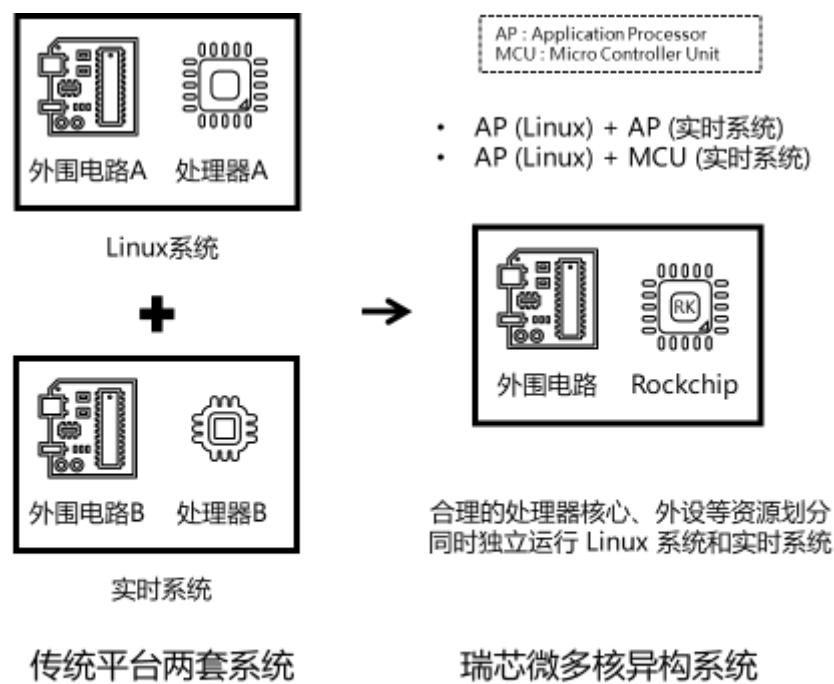 外围电路A 处理器A
Linux系统
外围电路B 处理器B
实时系统
传统平台两套系统
AP : Application Processor
MCU : Micro Controller Unit
• AP (Linux) + AP (实时系统)
• AP (Linux) + MCU (实时系统)
RK
外围电路 Rockchip
合理的处理器核心、外设等资源划分
同时独立运行 Linux 系统和实时系统
瑞芯微多核异构系统